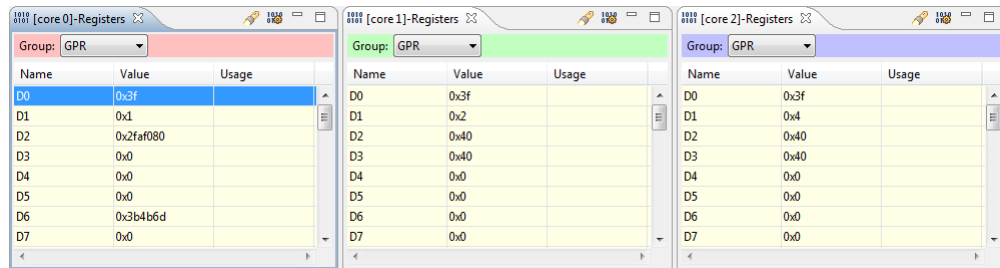 [core 0]-Registers
Group: GPR
Name Value Usage
D0 0x3f
D1 0x1
D2 0x2faf080
D3 0x0
D4 0x0
D5 0x0
D6 0x3b4b6d
D7 0x0
[core 1]-Registers
Group: GPR
Name Value Usage
D0 0x3f
D1 0x2
D2 0x40
D3 0x40
D4 0x0
D5 0x0
D6 0x0
D7 0x0
[core 2]-Registers
Group: GPR
Name Value Usage
D0 0x3f
D1 0x4
D2 0x40
D3 0x40
D4 0x0
D5 0x0
D6 0x0
D7 0x0